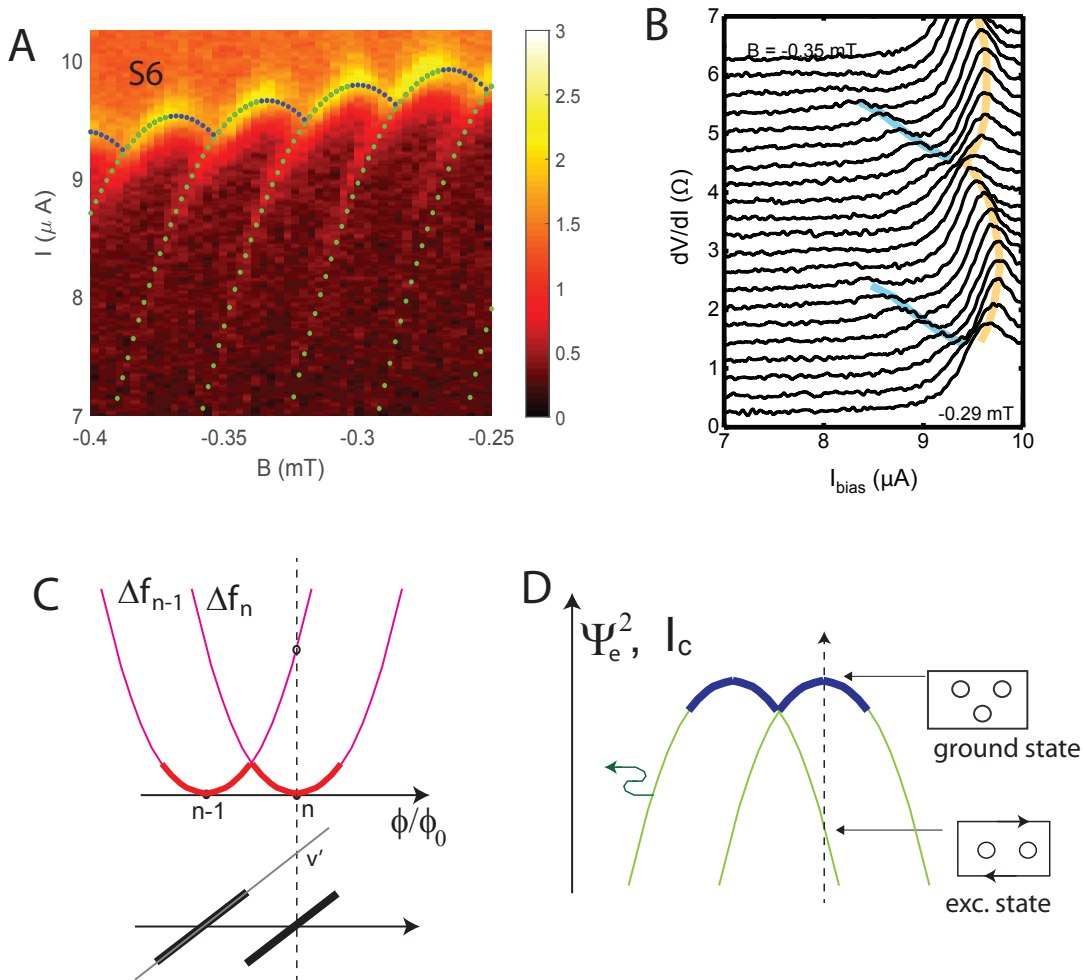 A
S6
I (μ A)
10
9
8
7
-0.4
-0.35
-0.3
-0.25
B (mT)
3
2.5
2
1.5
1
0.5
0
B
B = -0.35 mT
dV/dI (Ω)
7
6
5
4
3
2
1
0
-0.29 mT
7
8
9
10
I_bias (μA)
C
Δf_n-1
Δf_n
n-1
n
ϕ/ϕ_0
v'
D
Ψ_e^2, I_c
ground state
exc. state